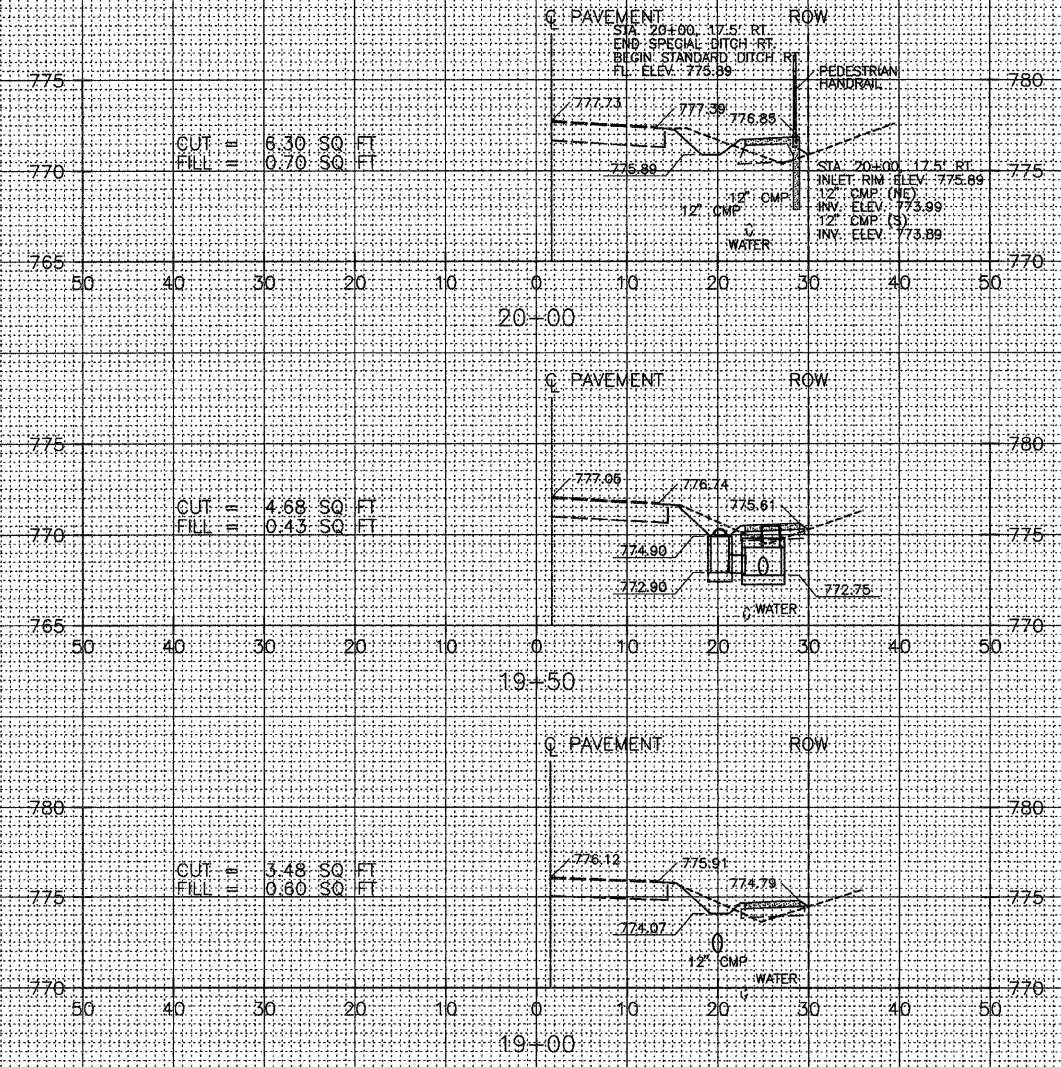 ℄ PAVEMENT ROW
STA. 20+00, 17.5' RT.
END SPECIAL DITCH RT.
BEGIN STANDARD DITCH R
FL. ELEV. 775.89
775 780
PEDESTRIAN
HANDRAIL
777.73 777.39 776.85
CUT = 6.30 SQ FT
FILL = 0.70 SQ FT
770 775.89 775
STA. 20+00, 17.5' RT.
INLET RIM ELEV. 775.89
12" CMP (NE)
INV. ELEV. 773.99
12" CMP (S)
INV. ELEV. 773.89
12" CMP 12" CMP
℄
WATER
765 770
50 40 30 20 10 0 10 20 30 40 50
20+00
℄ PAVEMENT ROW
775 780
777.05 776.74 775.61
CUT = 4.68 SQ FT
FILL = 0.43 SQ FT
770 775
774.90
772.90 772.75
℄ WATER
765 770
50 40 30 20 10 0 10 20 30 40 50
19+50
℄ PAVEMENT ROW
780 780
776.12 775.91 774.79
CUT = 3.48 SQ FT
FILL = 0.60 SQ FT
775 775
774.07
12" CMP
℄ WATER
770 770
50 40 30 20 10 0 10 20 30 40 50
19+00